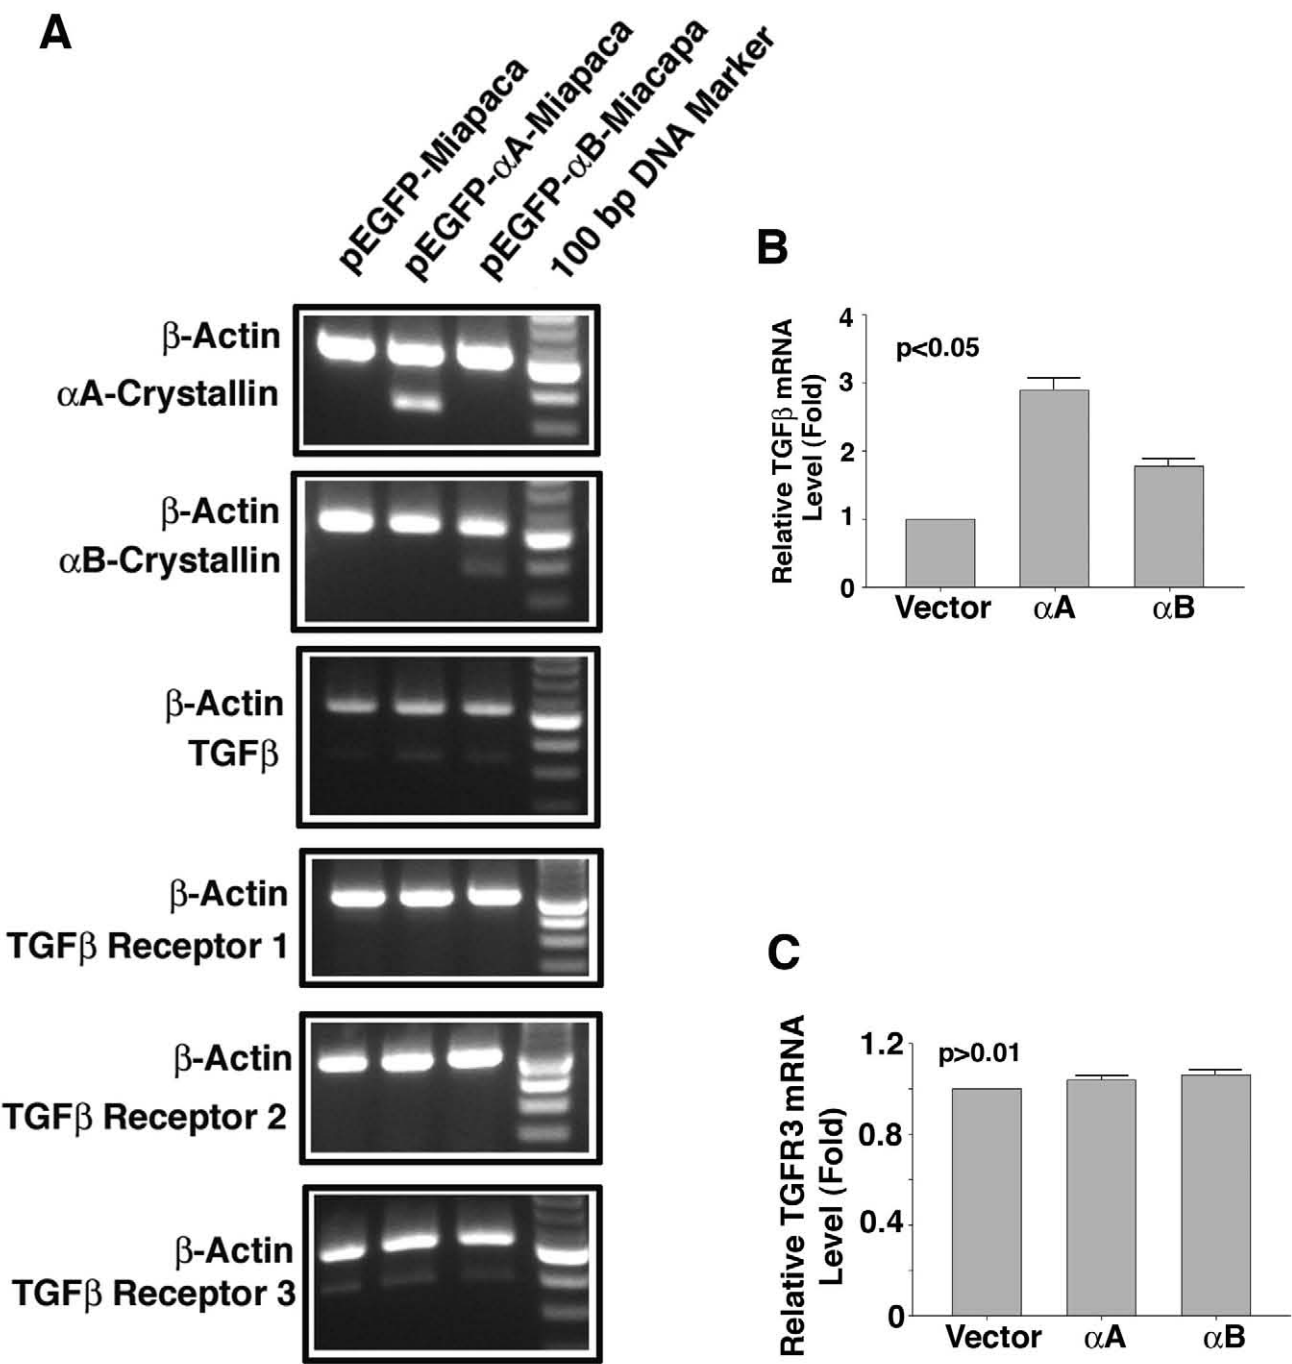 A
pEGFP-Miapaca
pEGFP-αA-Miapaca
pEGFP-αB-Miacapa
100 bp DNA Marker
β-Actin
αA-Crystallin
β-Actin
αB-Crystallin
β-Actin
TGFβ
β-Actin
TGFβ Receptor 1
β-Actin
TGFβ Receptor 2
β-Actin
TGFβ Receptor 3
B
Relative TGFβ mRNA
Level (Fold)
4
3
2
1
0
p<0.05
Vector αA αB
C
Relative TGFR3 mRNA
Level (Fold)
1.2
0.8
0.4
0
p>0.01
Vector αA αB